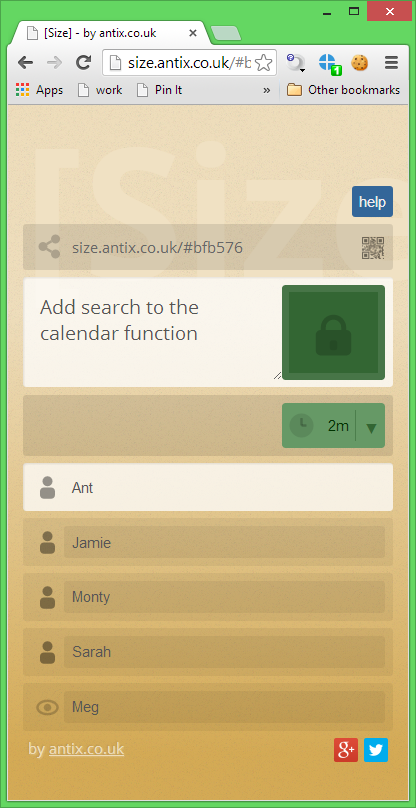 [Size] - by antix.co.uk
size.antix.co.uk/#b
1
Apps
work
Pin It
»
Other bookmarks
[Size
help
size.antix.co.uk/#bfb576
Add search to the
calendar function
2m
Ant
Jamie
Monty
Sarah
Meg
by antix.co.uk
g+